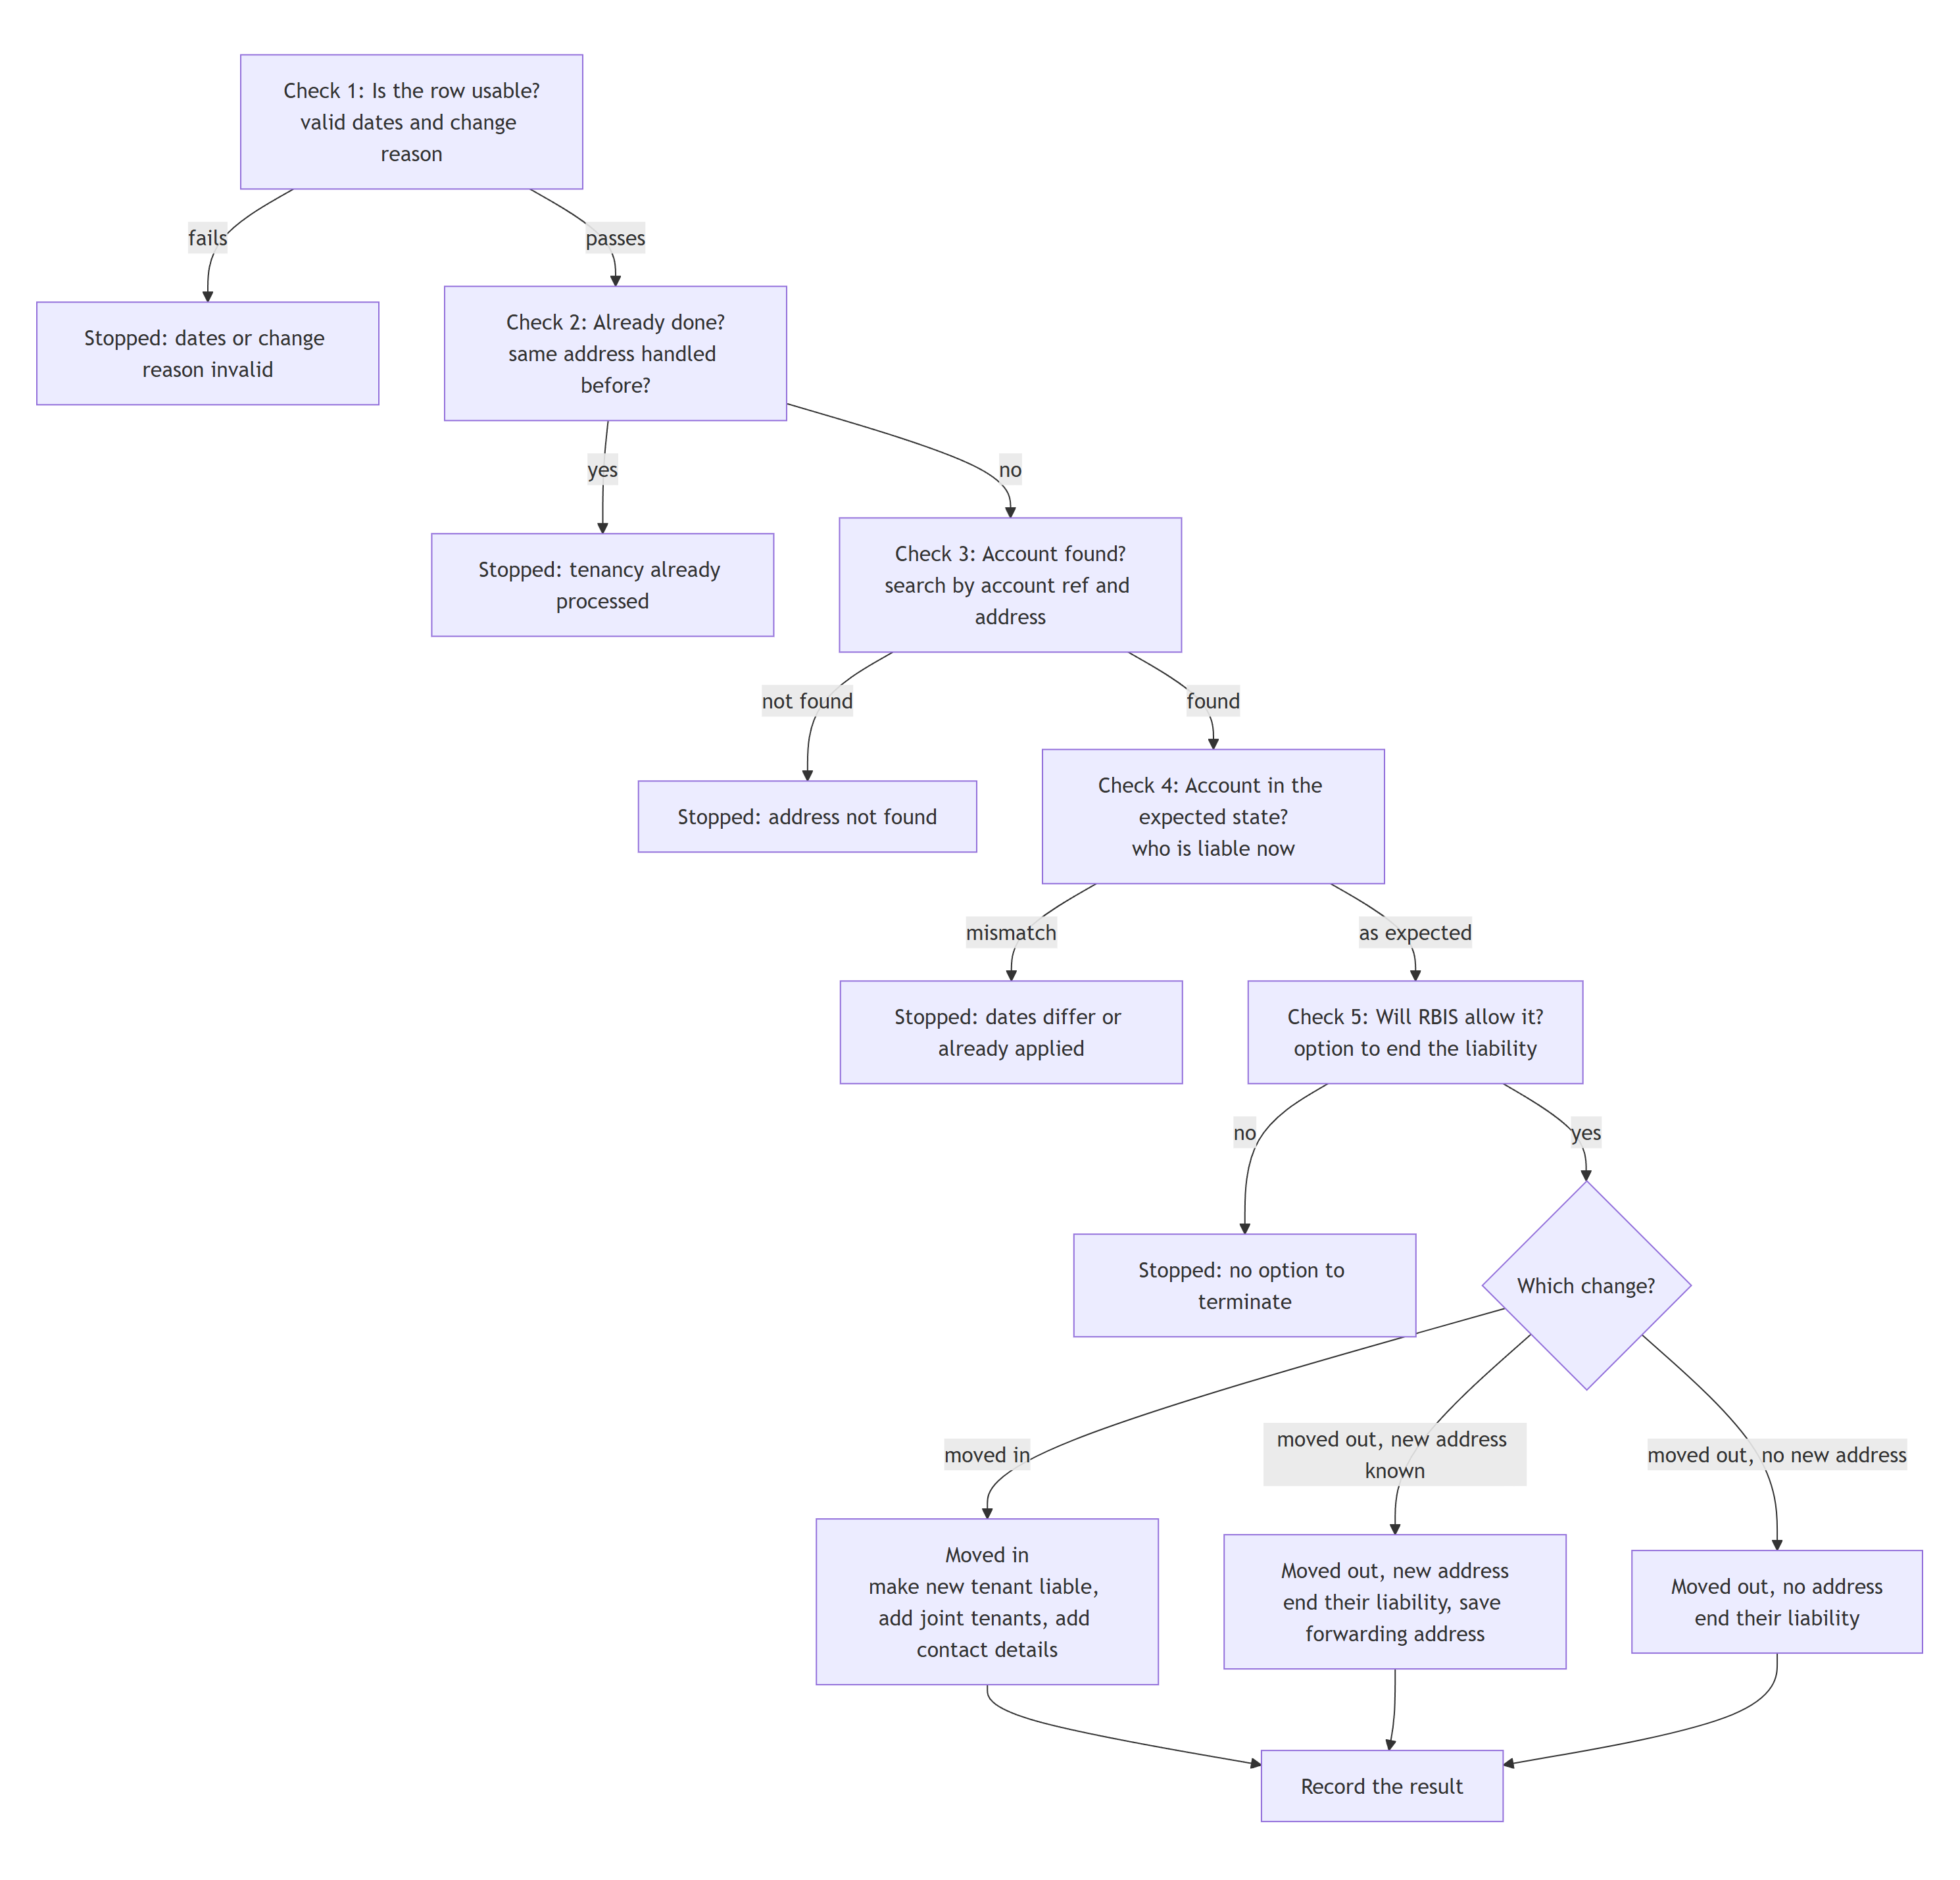 Check 1: Is the row usable?
valid dates and change
reason
fails
passes
Stopped: dates or change
reason invalid
Check 2: Already done?
same address handled
before?
yes
no
Stopped: tenancy already
processed
Check 3: Account found?
search by account ref and
address
not found
found
Stopped: address not found
Check 4: Account in the
expected state?
who is liable now
mismatch
as expected
Stopped: dates differ or
already applied
Check 5: Will RBIS allow it?
option to end the liability
no
yes
Stopped: no option to
terminate
Which change?
moved in
moved out, new address
known
moved out, no new address
Moved in
make new tenant liable,
add joint tenants, add
contact details
Moved out, new address
end their liability, save
forwarding address
Moved out, no address
end their liability
Record the result